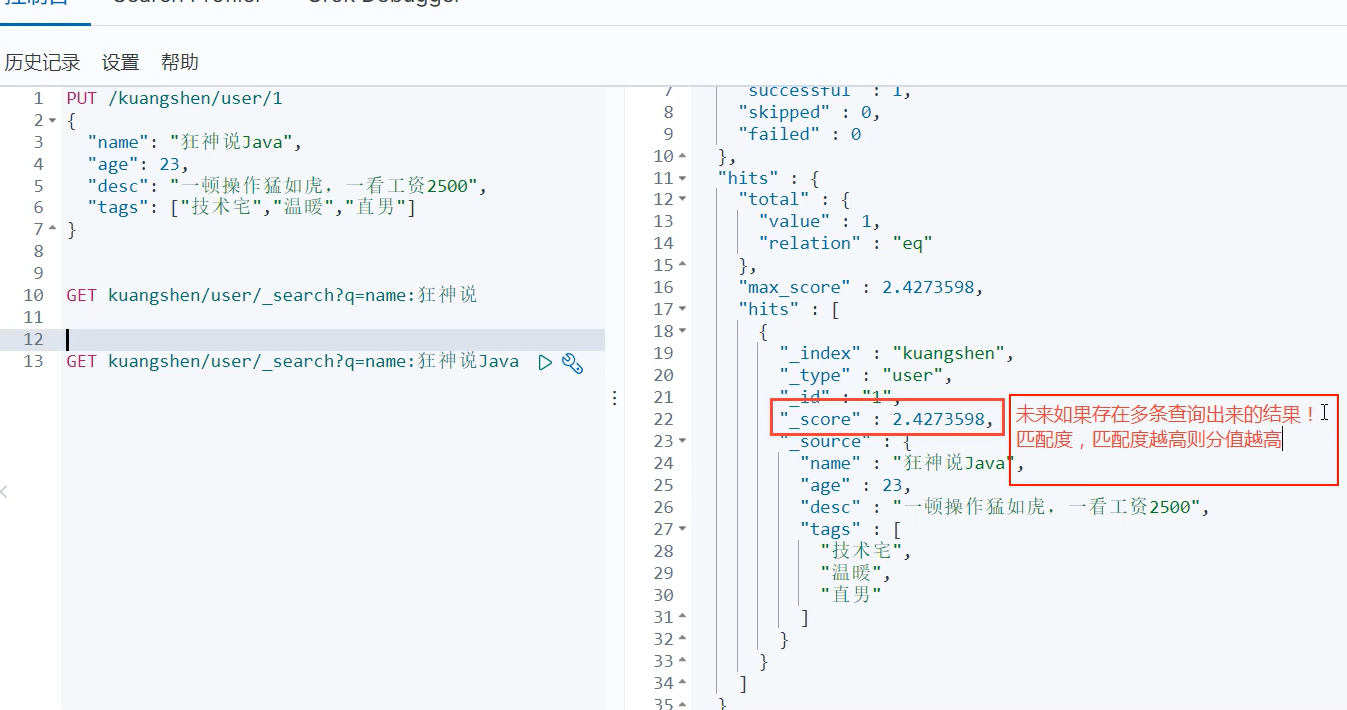 控制台 Search Profiler Grok Debugger
历史记录 设置 帮助
1 PUT /kuangshen/user/1
2 {
3 "name": "狂神说Java",
4 "age": 23,
5 "desc": "一顿操作猛如虎，一看工资2500",
6 "tags": ["技术宅","温暖","直男"]
7 }
8
9
10 GET kuangshen/user/_search?q=name:狂神说
11
12
13 GET kuangshen/user/_search?q=name:狂神说Java
7 "successful" : 1,
8 "skipped" : 0,
9 "failed" : 0
10 },
11 "hits" : {
12 "total" : {
13 "value" : 1,
14 "relation" : "eq"
15 },
16 "max_score" : 2.4273598,
17 "hits" : [
18 {
19 "_index" : "kuangshen",
20 "_type" : "user",
21 "_id" : "1",
22 "_score" : 2.4273598,
23 "_source" : {
24 "name" : "狂神说Java",
25 "age" : 23,
26 "desc" : "一顿操作猛如虎，一看工资2500",
27 "tags" : [
28 "技术宅",
29 "温暖",
30 "直男"
31 ]
32 }
33 }
34 ]
35 }
未来如果存在多条查询出来的结果！
匹配度，匹配度越高则分值越高